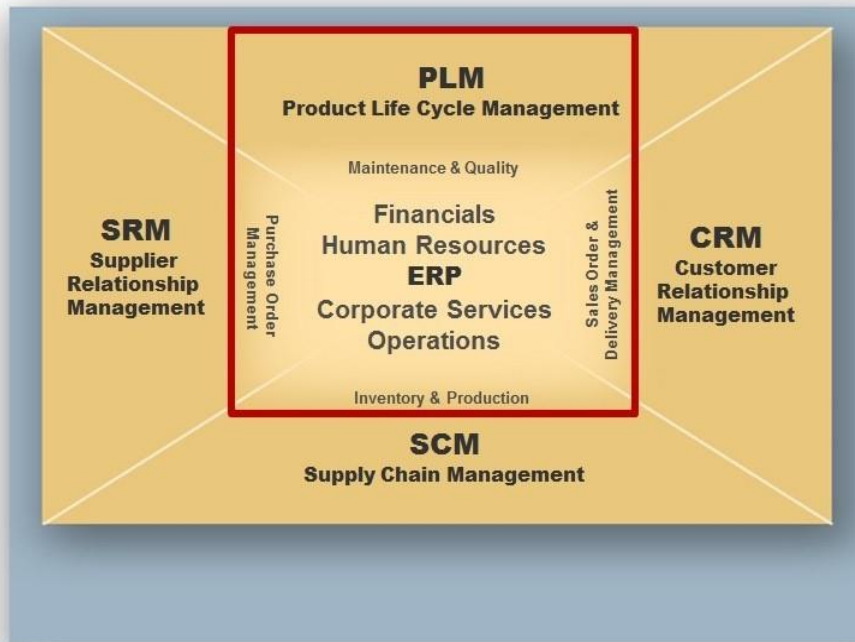 PLM
Product Life Cycle Management
Maintenance & Quality
SRM
Supplier
Relationship
Management
Purchase Order
Management
Financials
Human Resources
ERP
Corporate Services
Operations
Sales Order &
Delivery Management
CRM
Customer
Relationship
Management
Inventory & Production
SCM
Supply Chain Management